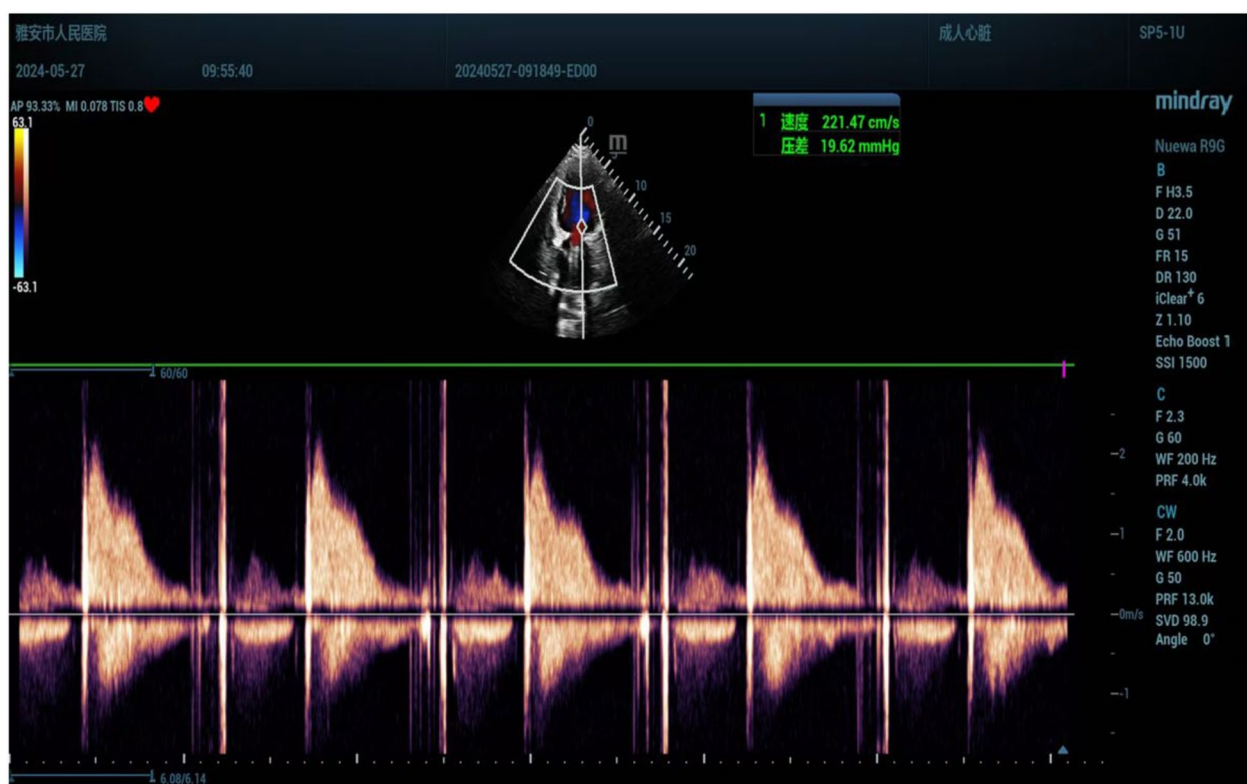 雅安市人民医院
成人心脏
SP5-1U
2024-05-27
09:55:40
20240527-091849-ED00
AP 93.33% MI 0.078 TIS 0.8
63.1
-63.1
0
m
5
10
15
20
1 速度 221.47 cm/s
压差 19.62 mmHg
mindray
Nuewa R9G
B
F H3.5
D 22.0
G 51
FR 15
DR 130
iClear+ 6
Z 1.10
Echo Boost 1
SSI 1500
C
F 2.3
G 60
WF 200 Hz
PRF 4.0k
CW
F 2.0
WF 600 Hz
G 50
PRF 13.0k
SVD 98.9
Angle 0°
1 60/60
2
1
0m/s
-1
1 6.08/6.14